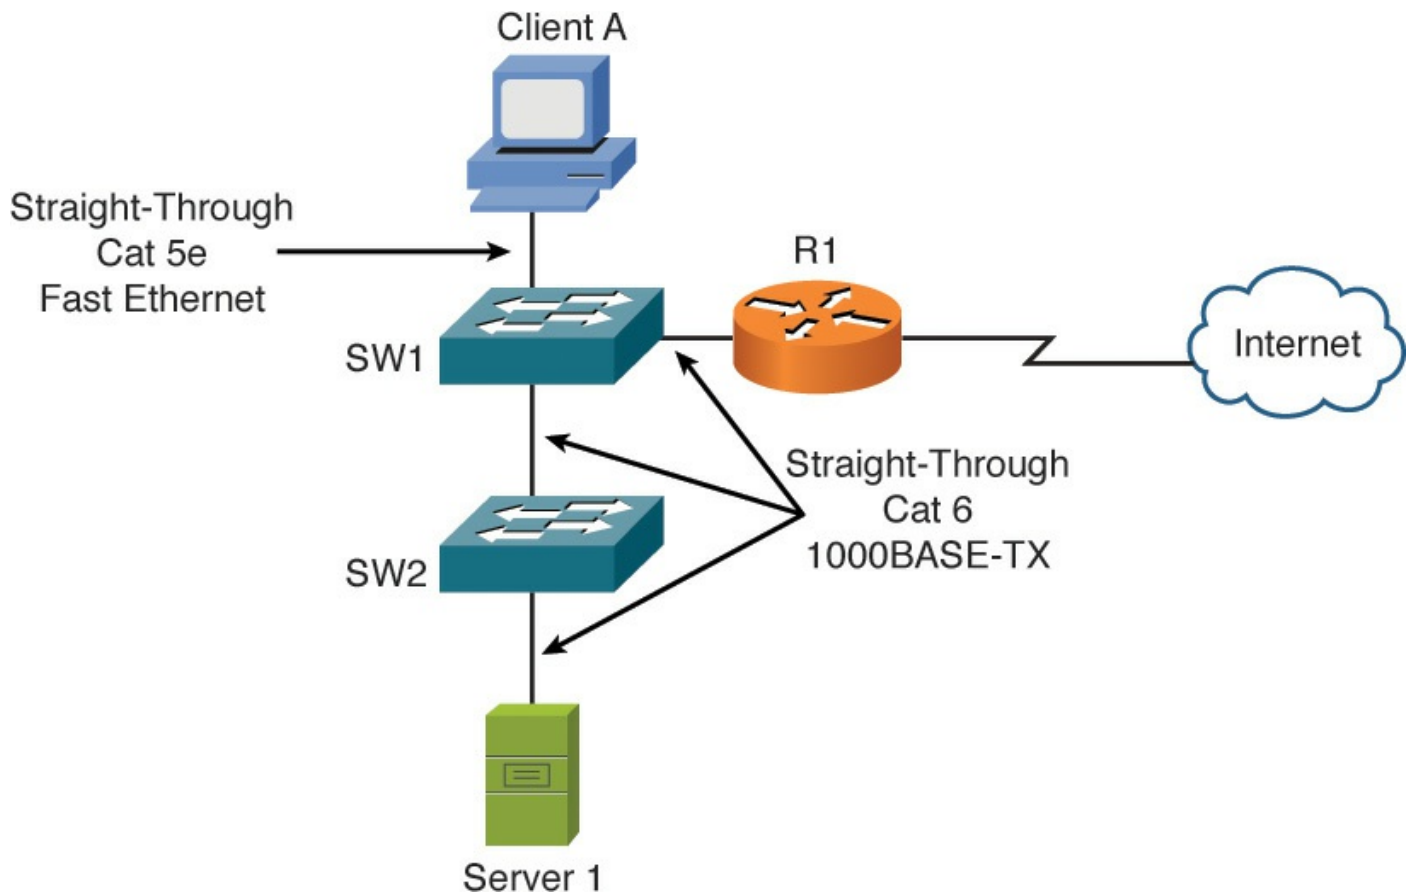 Client A
Straight-Through
Cat 5e
Fast Ethernet
R1
Internet
SW1
Straight-Through
Cat 6
1000BASE-TX
SW2
Server 1